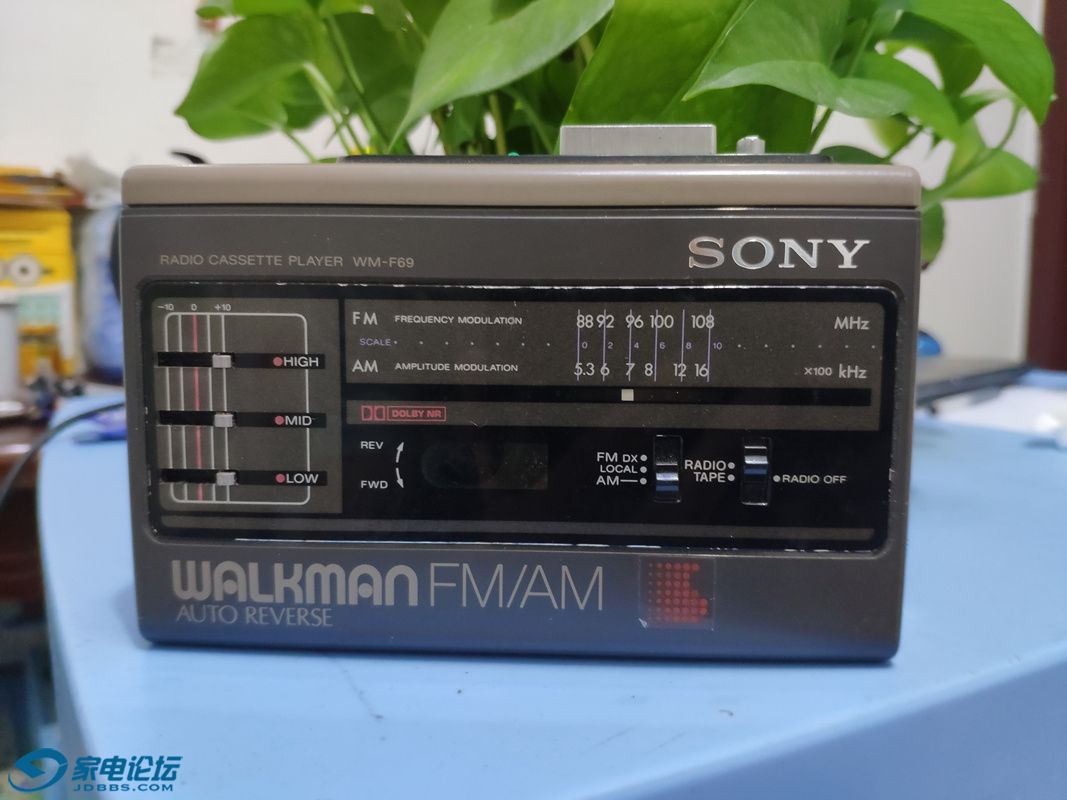 RADIO CASSETTE PLAYER WM-F69
SONY
-10 0 +10
HIGH
MID
LOW
FM FREQUENCY MODULATION 88 92 96 100 108 MHz
SCALE 0 2 4 6 8 10
AM AMPLITUDE MODULATION 5.3 6 7 8 12 16 ×100 kHz
DOLBY NR
REV
FWD
FM DX
LOCAL
AM
RADIO
TAPE
RADIO OFF
WALKMAN FM/AM
AUTO REVERSE
家电论坛
JDBBS.COM